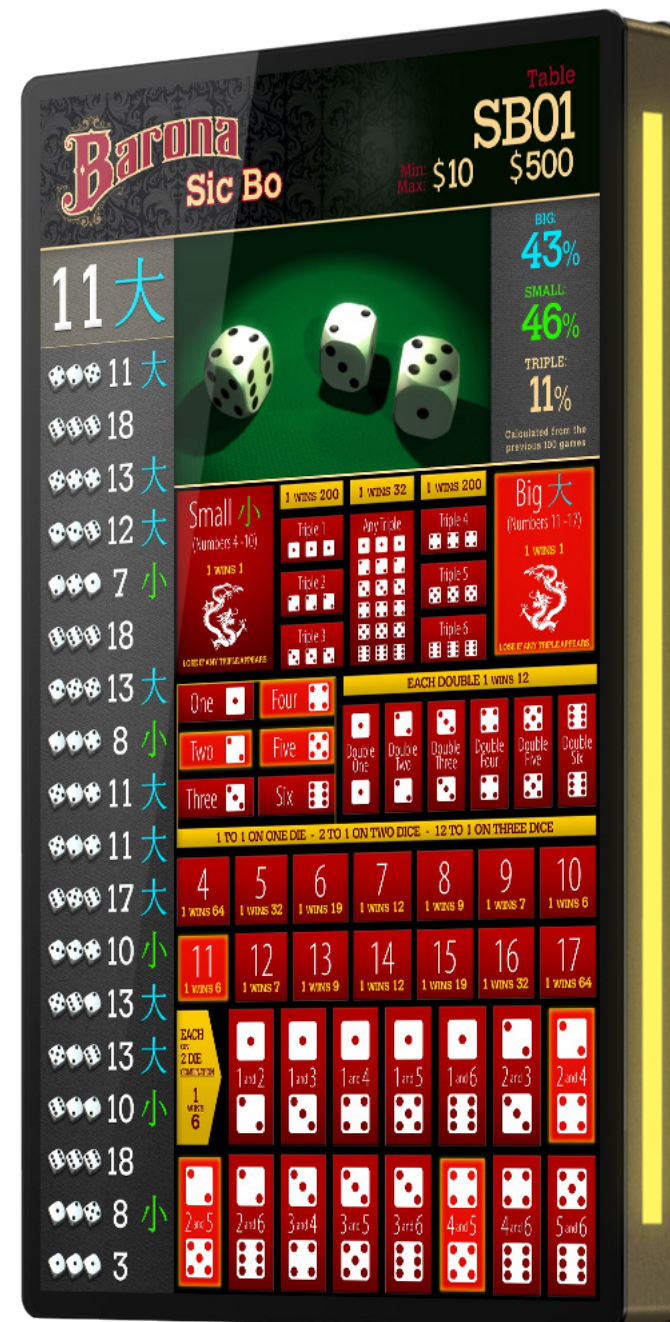 Table
Barona
Sic Bo
SB01
Min: $10 $500
Max:
BIG:
43%
SMALL:
46%
TRIPLE:
11%
Calculated from the
previous 100 games
11 大
11 大
18
13 大
12 大
7 小
18
13 大
8 小
11 大
11 大
17 大
10 小
13 大
13 大
10 小
18
8 小
3
Small 小
(Numbers 4-10)
1 WINS 1
LOSE IF ANY TRIPLE APPEARS
1 WINS 200
Triple 1
Triple 2
Triple 3
1 WINS 32
Any Triple
1 WINS 200
Triple 4
Triple 5
Triple 6
Big 大
(Numbers 11-17)
1 WINS 1
LOSE IF ANY TRIPLE APPEARS
One
Four
Two
Five
Three
Six
EACH DOUBLE 1 WINS 12
Double One
Double Two
Double Three
Double Four
Double Five
Double Six
1 TO 1 ON ONE DIE - 2 TO 1 ON TWO DICE - 12 TO 1 ON THREE DICE
4 5 6 7 8 9 10
1 WINS 64 1 WINS 32 1 WINS 19 1 WINS 12 1 WINS 9 1 WINS 7 1 WINS 6
11 12 13 14 15 16 17
1 WINS 6 1 WINS 7 1 WINS 9 1 WINS 12 1 WINS 19 1 WINS 32 1 WINS 64
EACH
2 DIE
COMBINATION
1
WINS
6
1 and 2 1 and 3 1 and 4 1 and 5 1 and 6 2 and 3 2 and 4
2 and 5 2 and 6 3 and 4 3 and 5 3 and 6 4 and 5 4 and 6 5 and 6